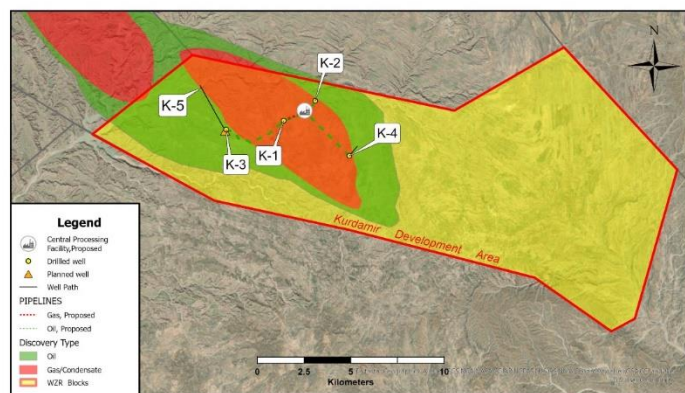 N
K-2
K-5
K-4
K-1
K-3
Kurdamir Development Area
Legend
Central Processing
Facility,Proposed
Drilled well
Planned well
Well Path
PIPELINES
Gas, Proposed
Oil, Proposed
Discovery Type
Oil
Gas/Condensate
WZR Blocks
0 2.5 5 10
Kilometers